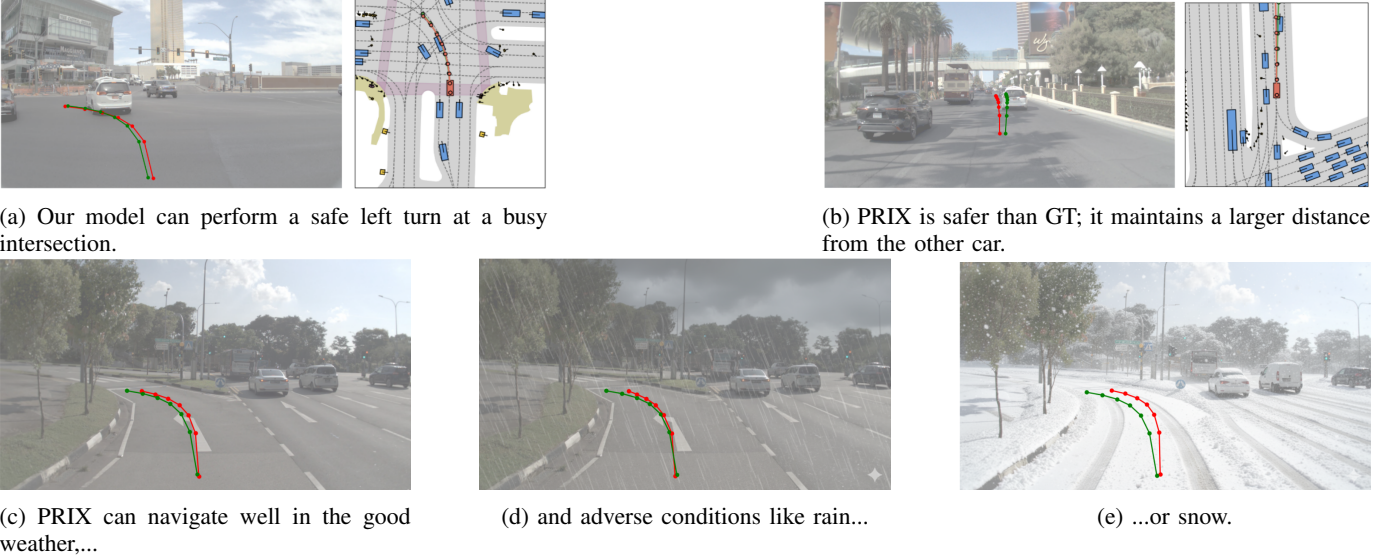 (a) Our model can perform a safe left turn at a busy
intersection.
(b) PRIX is safer than GT; it maintains a larger distance
from the other car.
(c) PRIX can navigate well in the good
weather,...
(d) and adverse conditions like rain...
(e) ...or snow.